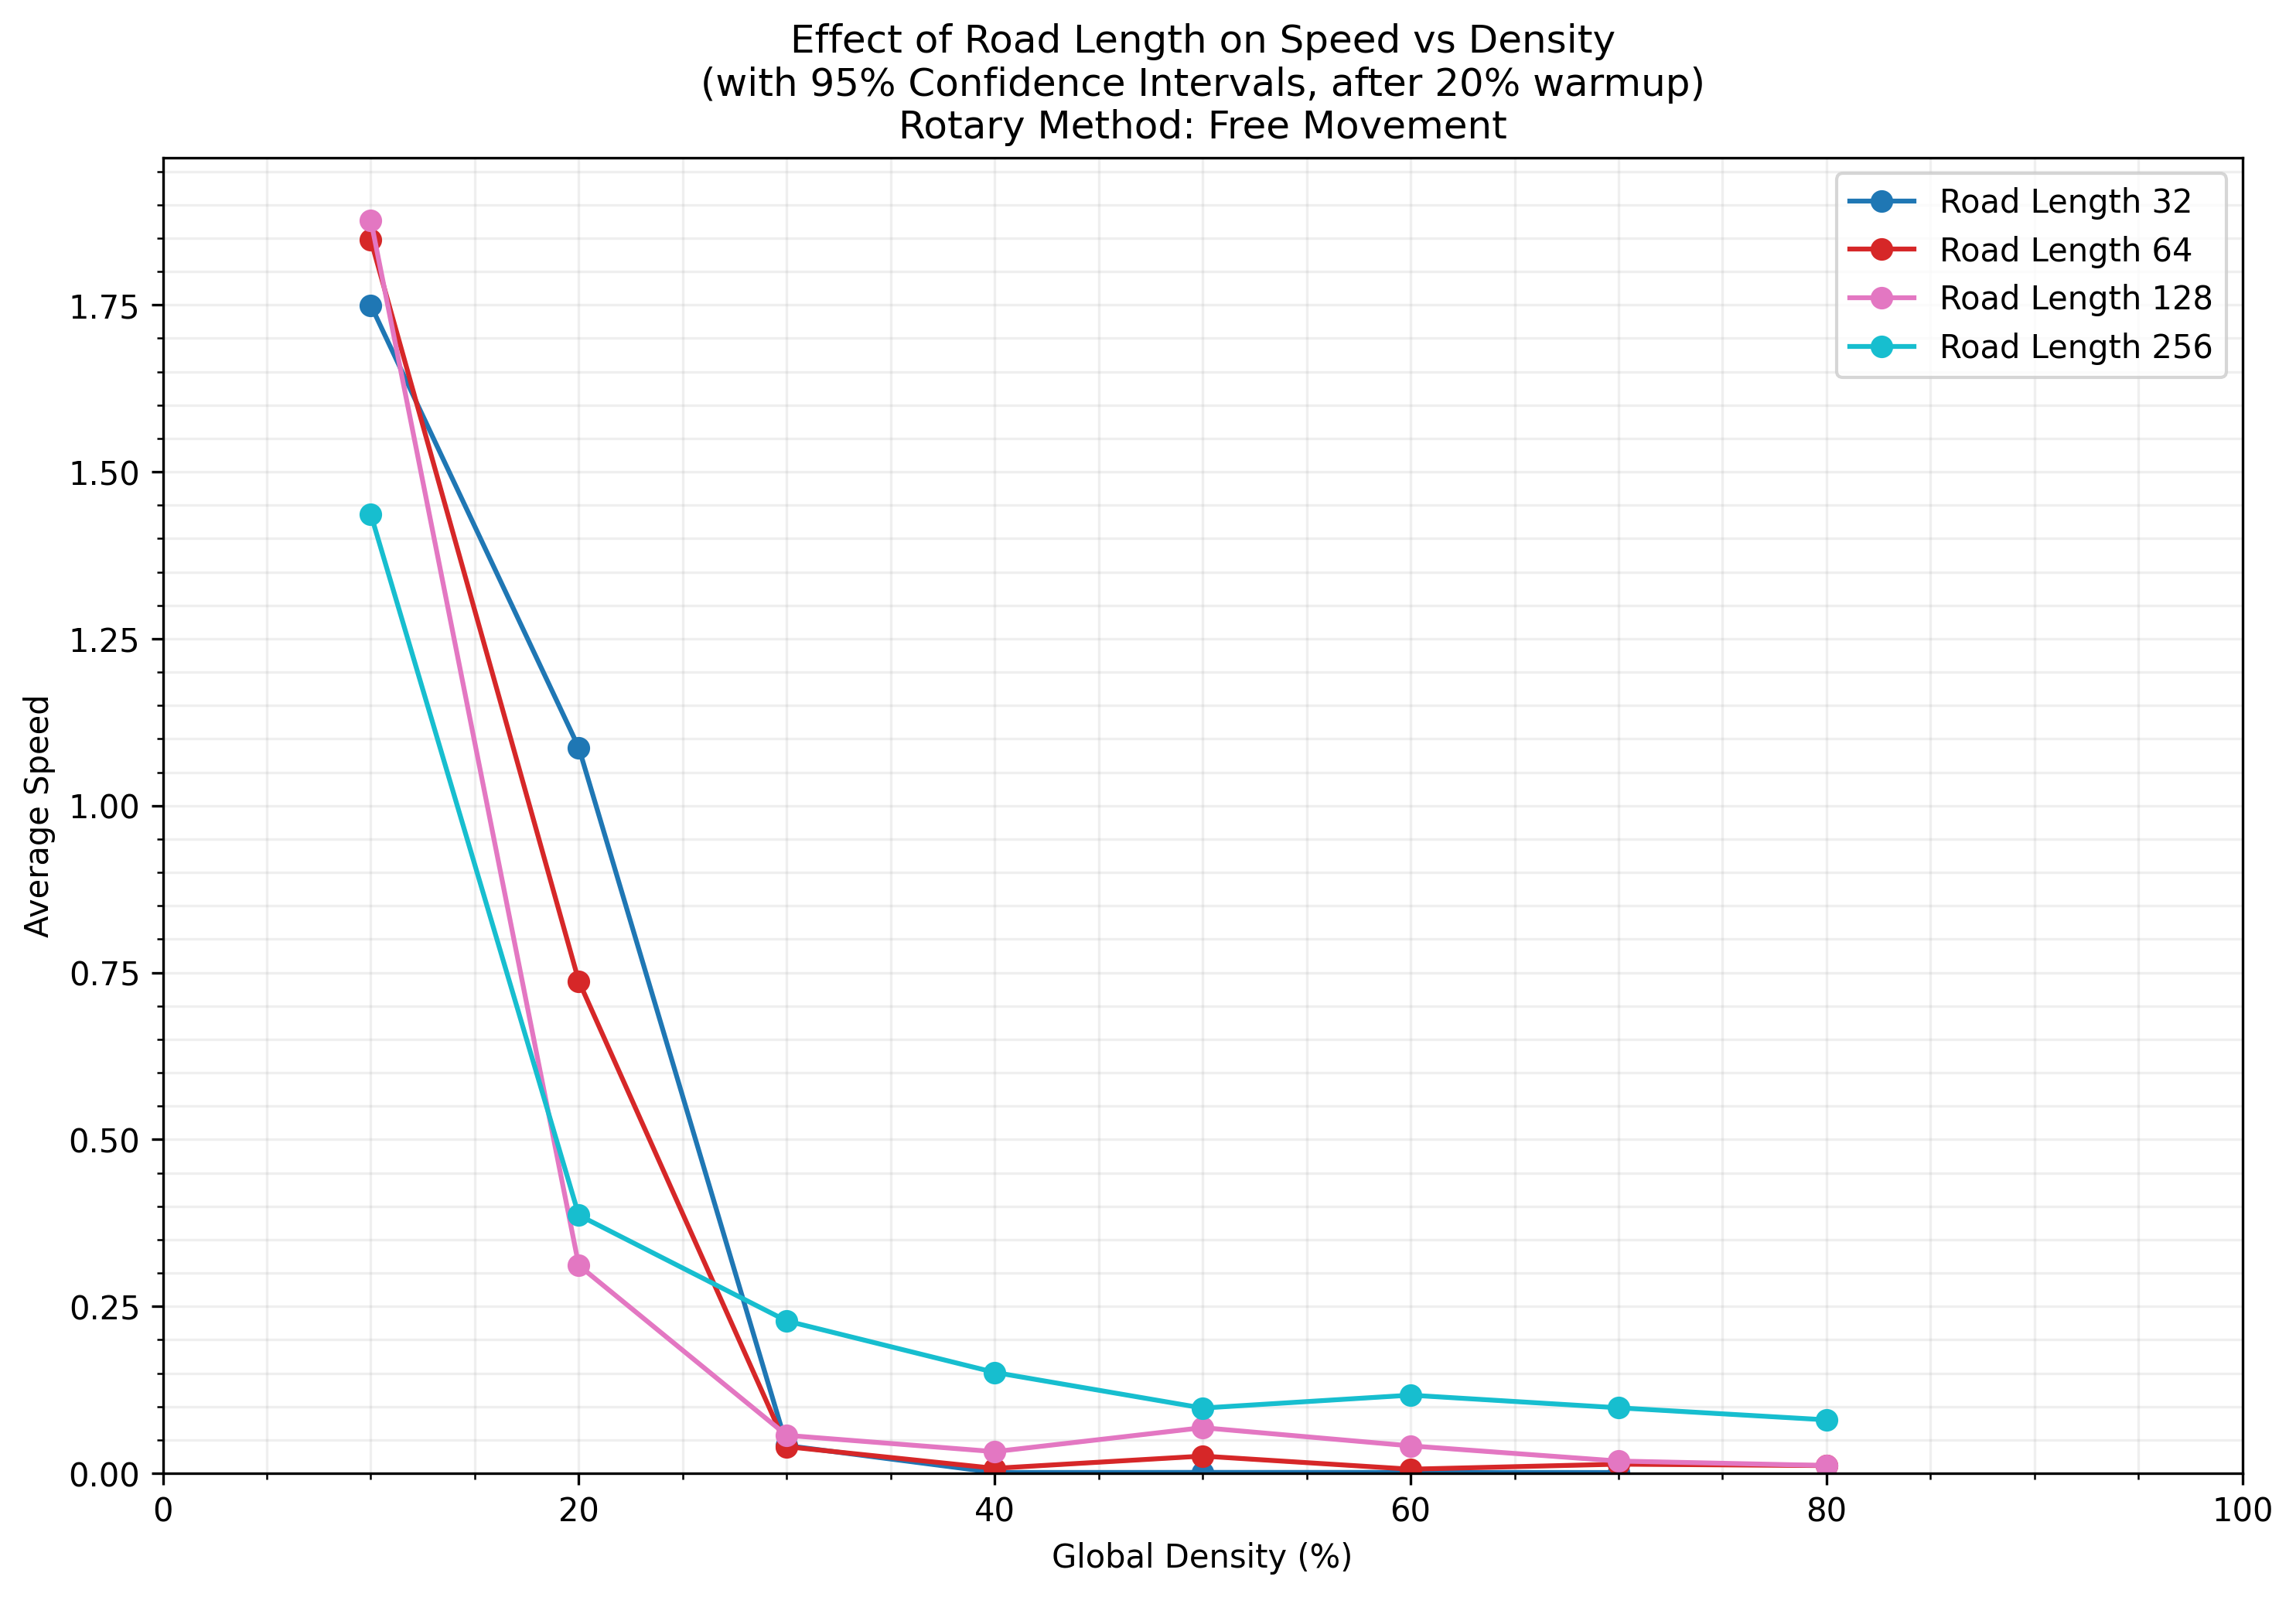 Effect of Road Length on Speed vs Density
(with 95% Confidence Intervals, after 20% warmup)
Rotary Method: Free Movement
Road Length 32
Road Length 64
Road Length 128
Road Length 256
1.75
1.50
1.25
1.00
0.75
0.50
0.25
0.00
Average Speed
0 20 40 60 80 100
Global Density (%)